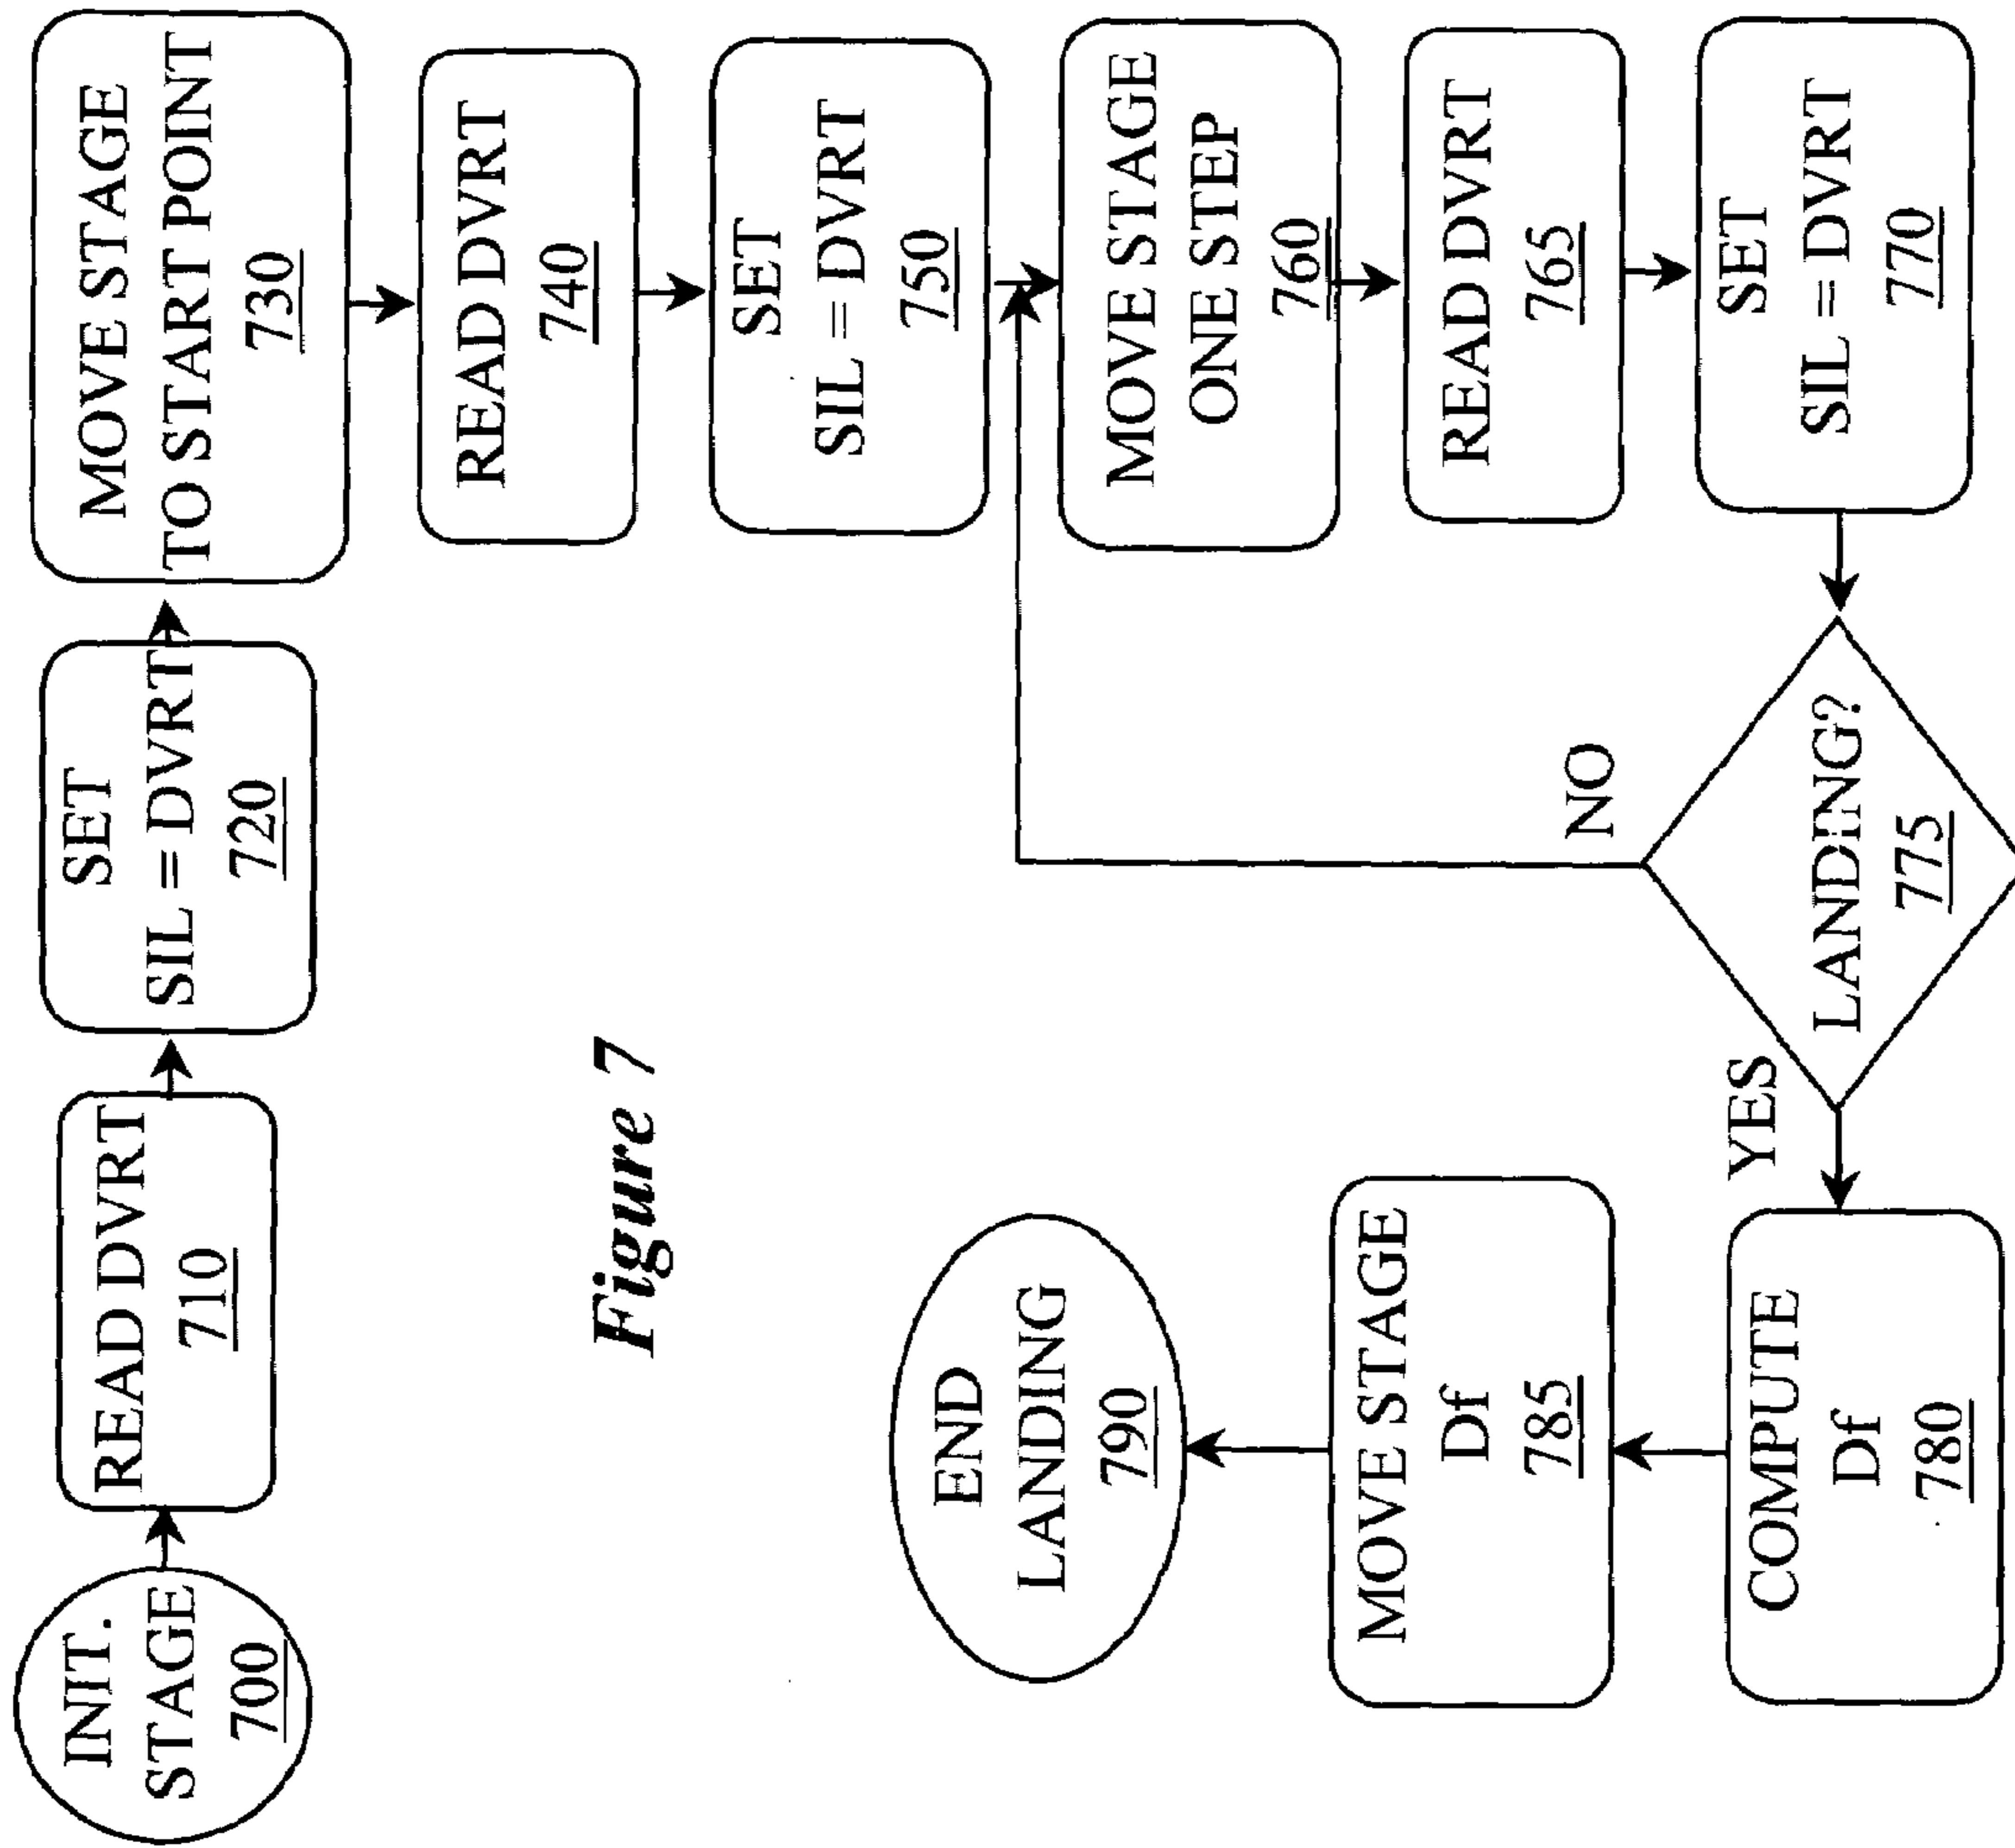 INIT.
STAGE
700
READ DVRT
710
SET
SIL = DVRT
720
MOVE STAGE
TO START POINT
730
READ DVRT
740
SET
SIL = DVRT
750
MOVE STAGE
ONE STEP
760
READ DVRT
765
SET
SIL = DVRT
770
LANDING?
775
NO
YES
COMPUTE
Df
780
MOVE STAGE
Df
785
END
LANDING
790
Figure 7